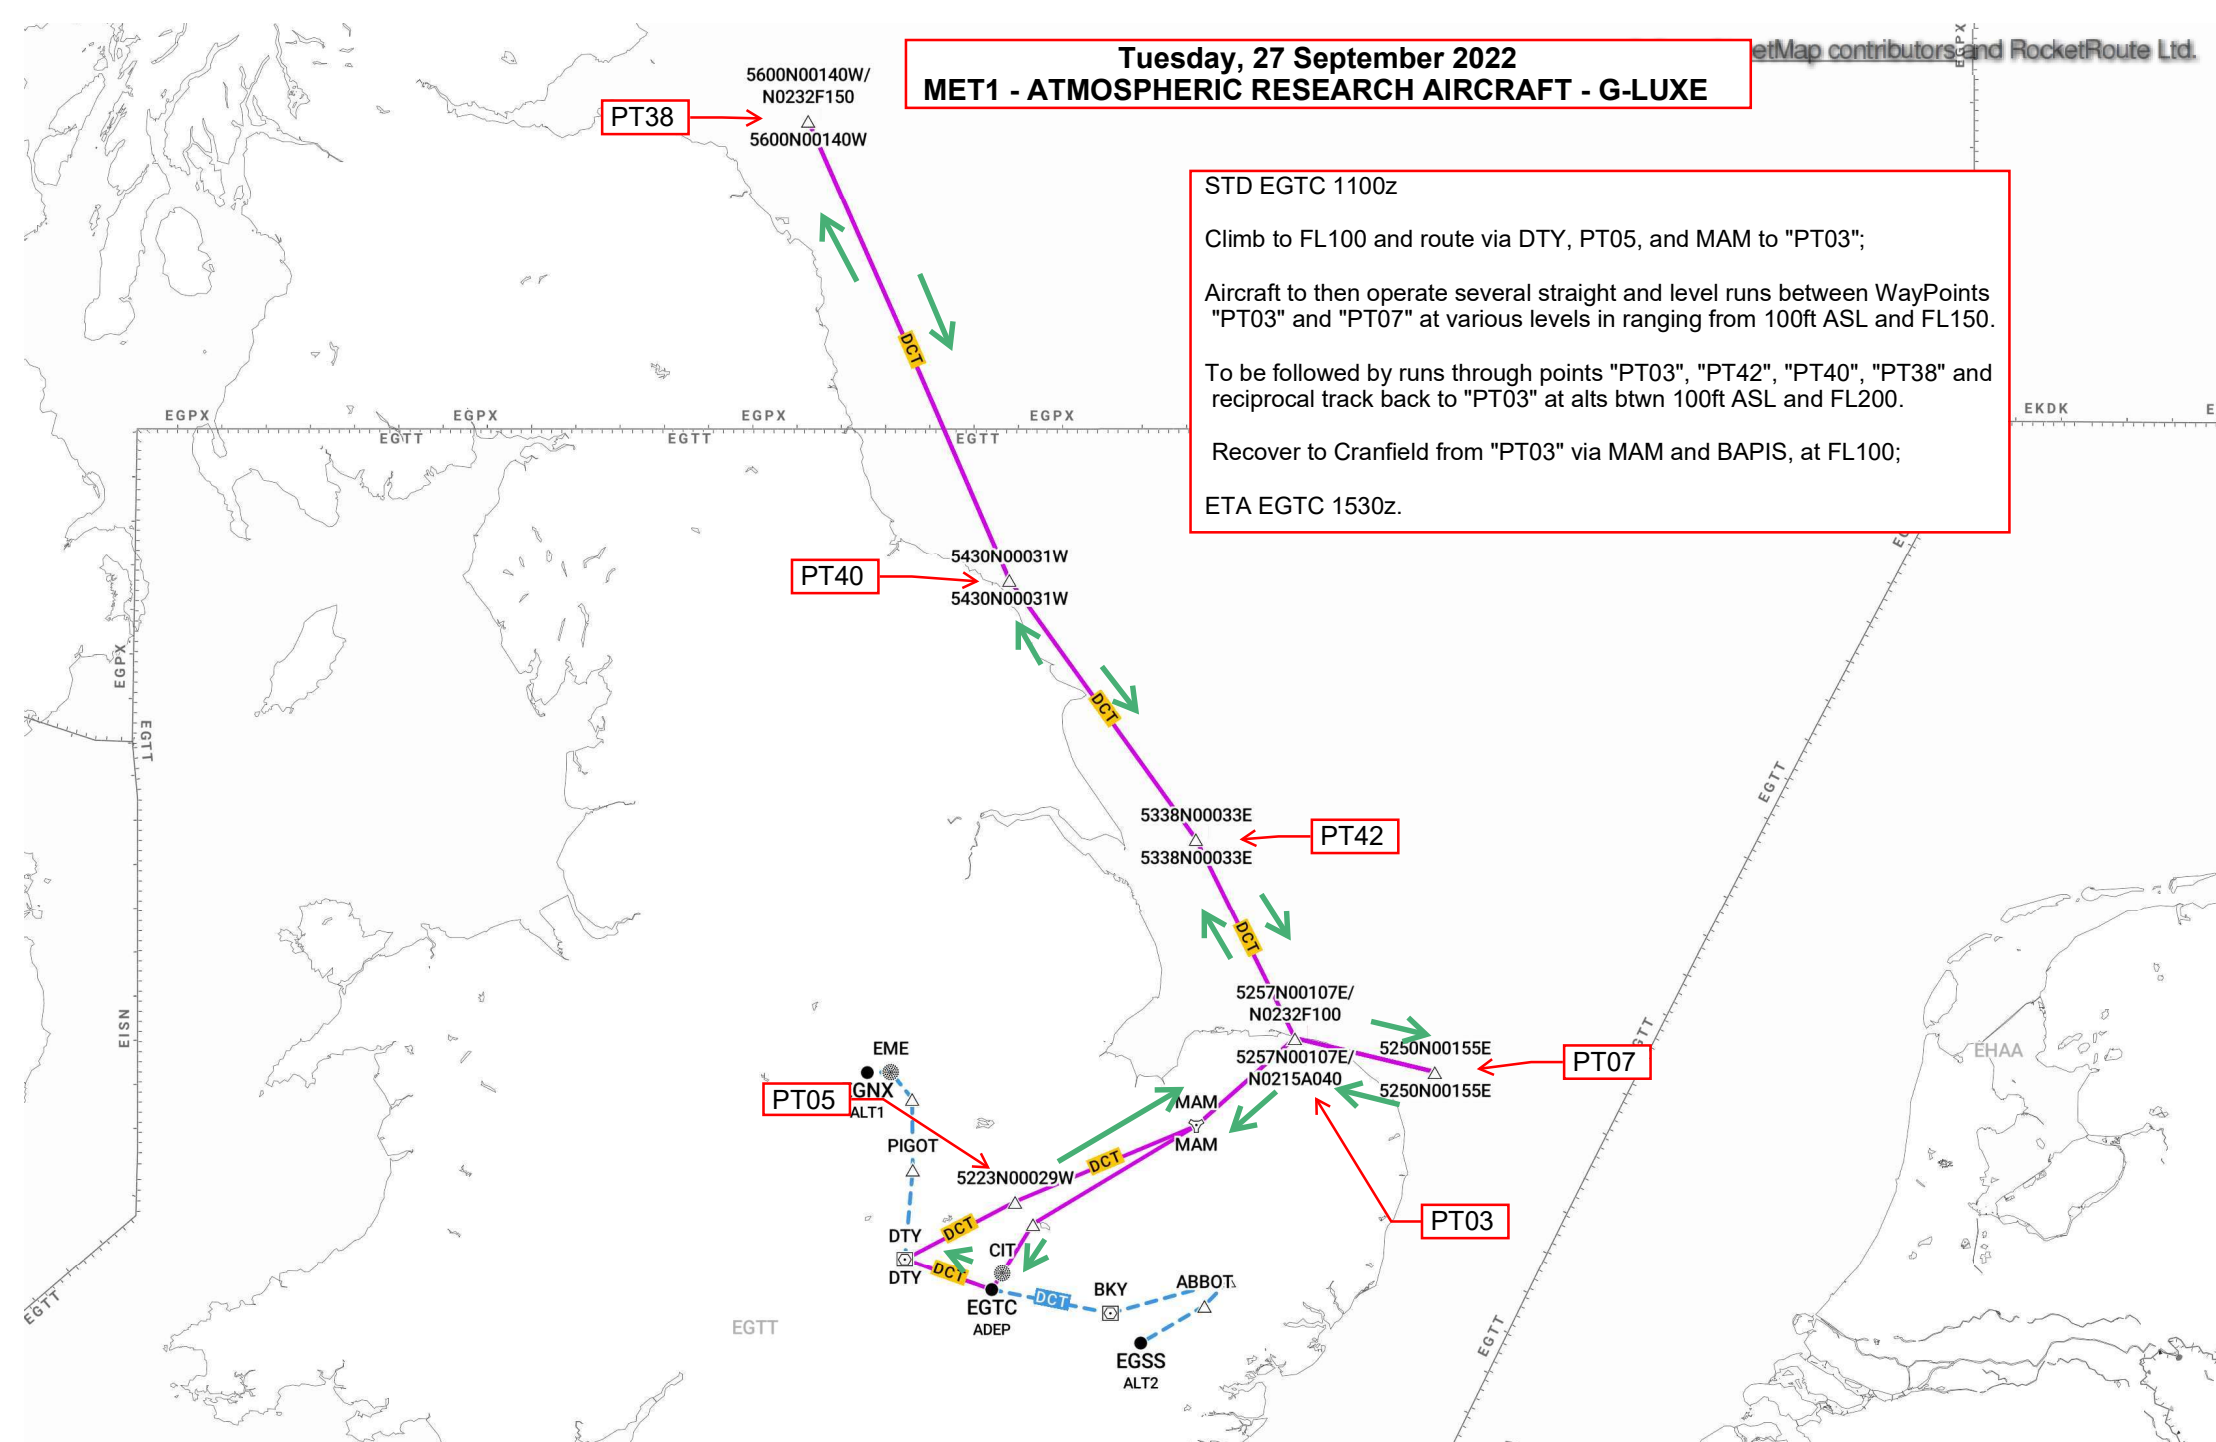 etMap contributors and RocketRoute Ltd.
EGPX
Tuesday, 27 September 2022
MET1 - ATMOSPHERIC RESEARCH AIRCRAFT - G-LUXE
5600N00140W/
N0232F150
PT38
5600N00140W
STD EGTC 1100z
Climb to FL100 and route via DTY, PT05, and MAM to "PT03";
Aircraft to then operate several straight and level runs between WayPoints
"PT03" and "PT07" at various levels in ranging from 100ft ASL and FL150.
To be followed by runs through points "PT03", "PT42", "PT40", "PT38" and
reciprocal track back to "PT03" at alts btwn 100ft ASL and FL200.
Recover to Cranfield from "PT03" via MAM and BAPIS, at FL100;
ETA EGTC 1530z.
DCT
EGPX
EGPX
EGPX
EGPX
EKDK
E
EGTT
EGTT
EGTT
5430N00031W
PT40
5430N00031W
EGPX
EGTT
DCT
EGTT
5338N00033E
PT42
5338N00033E
DCT
EISN
5257N00107E/
N0232F100
EME
5250N00155E
PT07
EHAA
5257N00107E/
N0215A040
5250N00155E
GNX
PT05
ALT1
MAM
PIGOT
MAM
DCT
5223N00029W
PT03
DCT
DTY
CIT
DTY
DCT
EGTC
ADEP
DCT
BKY
ABBOT
EGTT
EGTT
EGTT
EGSS
ALT2